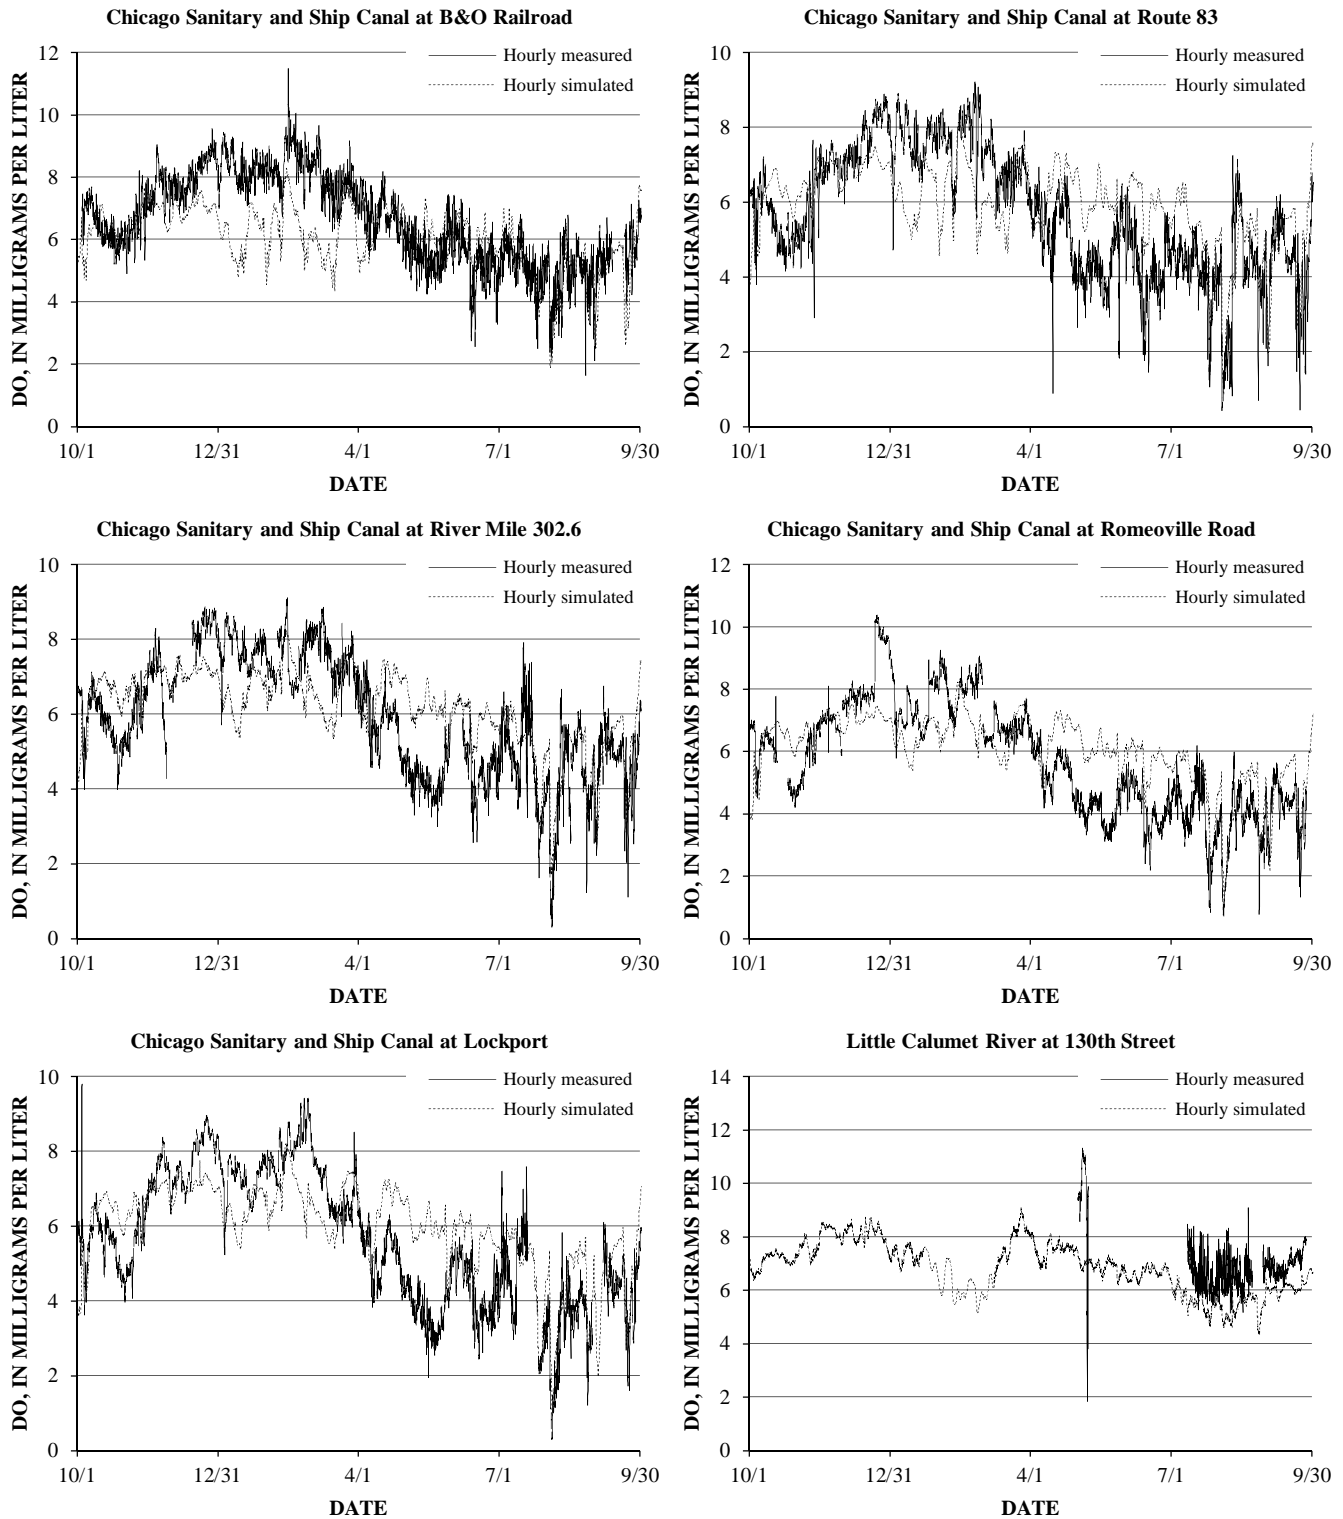 Chicago Sanitary and Ship Canal at B&O Railroad
DO, IN MILLIGRAMS PER LITER
12
10
8
6
4
2
0
Hourly measured
Hourly simulated
10/1 12/31 4/1 7/1 9/30
DATE
Chicago Sanitary and Ship Canal at Route 83
DO, IN MILLIGRAMS PER LITER
10
8
6
4
2
0
Hourly measured
Hourly simulated
10/1 12/31 4/1 7/1 9/30
DATE
Chicago Sanitary and Ship Canal at River Mile 302.6
DO, IN MILLIGRAMS PER LITER
10
8
6
4
2
0
Hourly measured
Hourly simulated
10/1 12/31 4/1 7/1 9/30
DATE
Chicago Sanitary and Ship Canal at Romeoville Road
DO, IN MILLIGRAMS PER LITER
12
10
8
6
4
2
0
Hourly measured
Hourly simulated
10/1 12/31 4/1 7/1 9/30
DATE
Chicago Sanitary and Ship Canal at Lockport
DO, IN MILLIGRAMS PER LITER
10
8
6
4
2
0
Hourly measured
Hourly simulated
10/1 12/31 4/1 7/1 9/30
DATE
Little Calumet River at 130th Street
DO, IN MILLIGRAMS PER LITER
14
12
10
8
6
4
2
0
Hourly measured
Hourly simulated
10/1 12/31 4/1 7/1 9/30
DATE